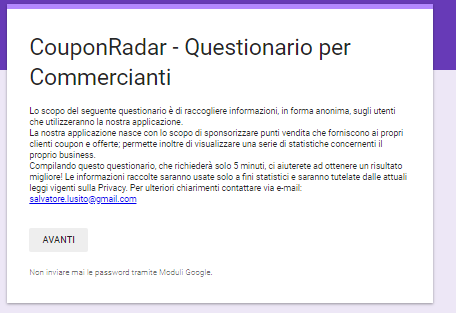 CouponRadar - Questionario per
Commercianti
Lo scopo del seguente questionario è di raccogliere informazioni, in forma anonima, sugli utenti
che utilizzeranno la nostra applicazione.
La nostra applicazione nasce con lo scopo di sponsorizzare punti vendita che forniscono ai propri
clienti coupon e offerte; permette inoltre di visualizzare una serie di statistiche concernenti il
proprio business.
Compilando questo questionario, che richiederà solo 5 minuti, ci aiuterete ad ottenere un risultato
migliore! Le informazioni raccolte saranno usate solo a fini statistici e saranno tutelate dalle attuali
leggi vigenti sulla Privacy. Per ulteriori chiarimenti contattare via e-mail:
salvatore.lusito@gmail.com
AVANTI
Non inviare mai le password tramite Moduli Google.